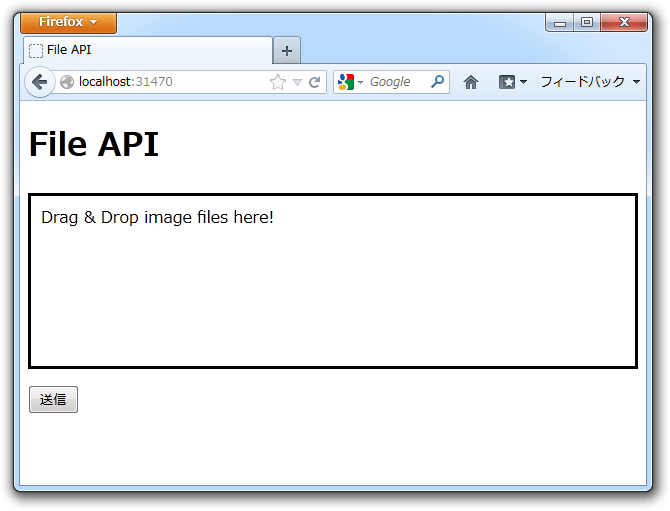 Firefox
File API
localhost:31470
Google
フィードバック
File API
Drag & Drop image files here!
送信